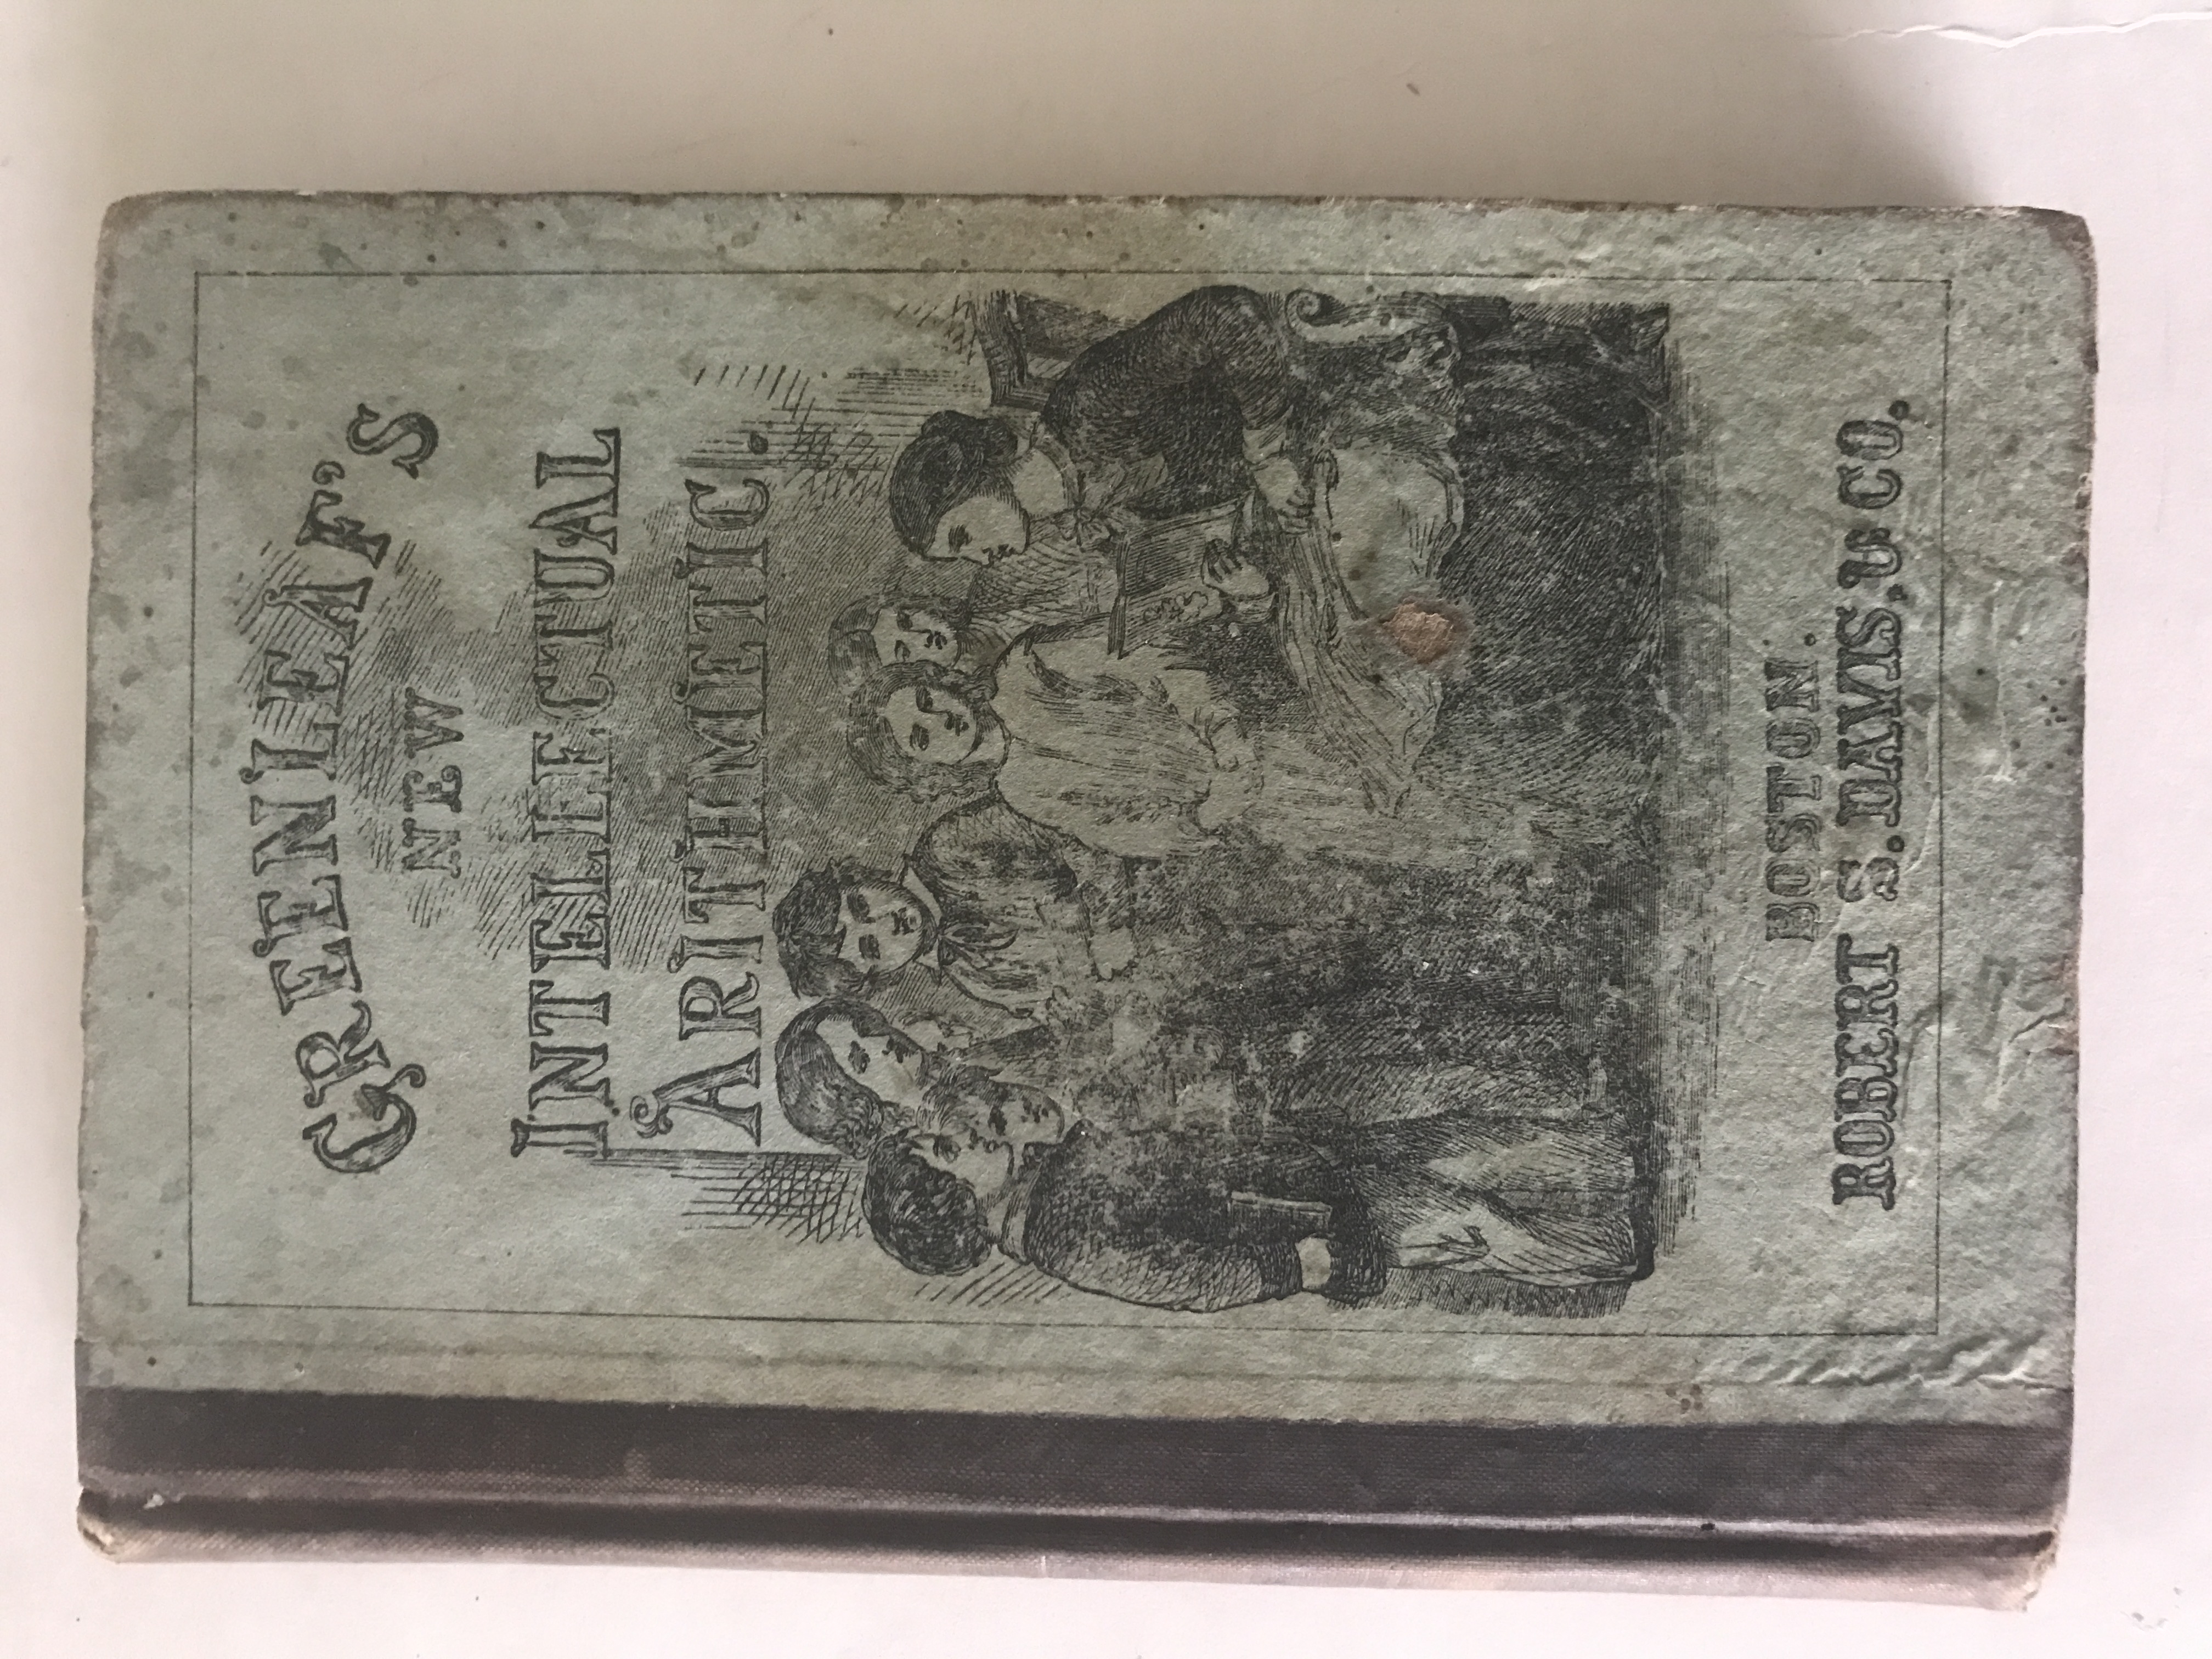 GREENLEAF'S
NEW
INTELLECTUAL
ARITHMETIC.
BOSTON:
ROBERT S. DAVIS, & CO.